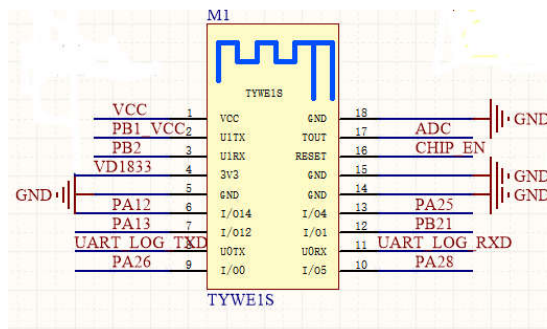 M1
TYWE1S
VCC 1 VCC GND 18 GND
PB1_VCC 2 U1TX TOUT 17 ADC
PB2 3 U1RX RESET 16 CHIP_EN
VD1833 4 3V3 GND 15 GND
GND 5 GND GND 14 GND
PA12 6 I/O14 I/O4 13 PA25
PA13 7 I/O12 I/O1 12 PB21
UART_LOG_TXD U0TX U0RX 11 UART_LOG_RXD
PA26 9 I/O0 I/O5 10 PA28
TYWE1S